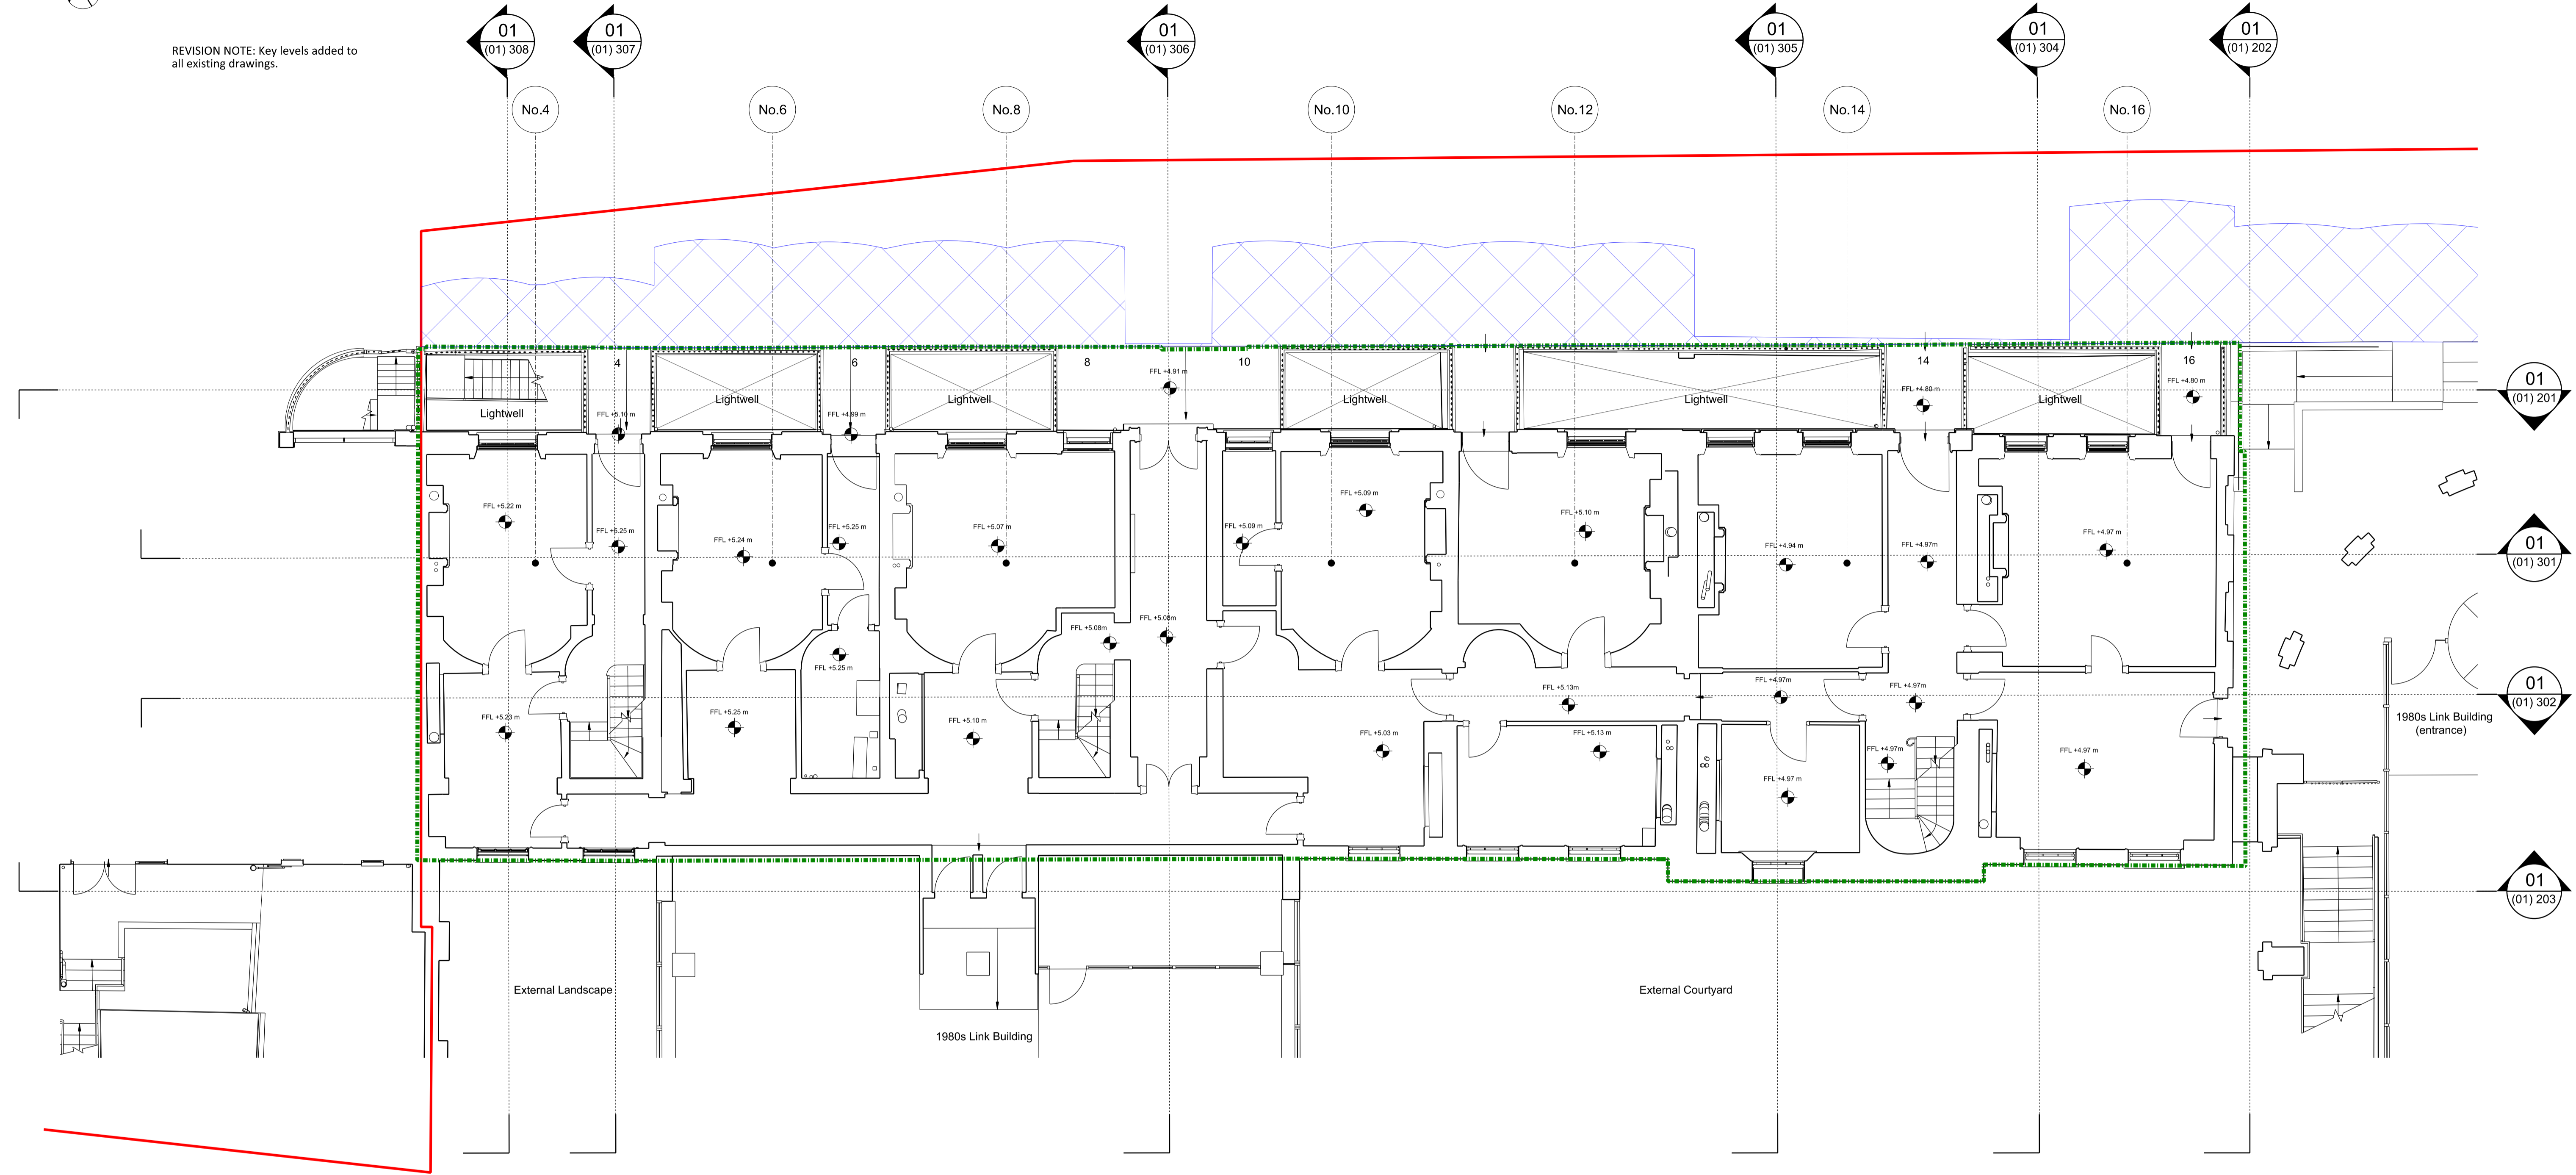 01
(01) 308
01
(01) 307
01
(01) 306
01
(01) 305
01
(01) 304
01
(01) 202
REVISION NOTE: Key levels added to
all existing drawings.
No.4
No.6
No.8
No.10
No.12
No.14
No.16
4
6
8
10
14
16
FFL +4.91 m
FFL +4.80 m
FFL +4.80 m
01
(01) 201
Lightwell
Lightwell
Lightwell
Lightwell
Lightwell
Lightwell
FFL +5.10 m
FFL +4.99 m
FFL +5.22 m
FFL +5.25 m
FFL +5.24 m
FFL +5.25 m
FFL +5.07 m
FFL +5.09 m
FFL +5.09 m
FFL +5.10 m
FFL +4.94 m
FFL +4.97m
FFL +4.97 m
01
(01) 301
FFL +5.08m
FFL +5.08m
FFL +5.25 m
FFL +5.13m
FFL +4.97m
FFL +4.97m
01
(01) 302
FFL +5.23 m
FFL +5.25 m
FFL +5.10 m
FFL +5.03 m
FFL +5.13 m
FFL +4.97m
FFL +4.97 m
FFL +4.97 m
1980s Link Building
(entrance)
01
(01) 203
External Landscape
External Courtyard
1980s Link Building